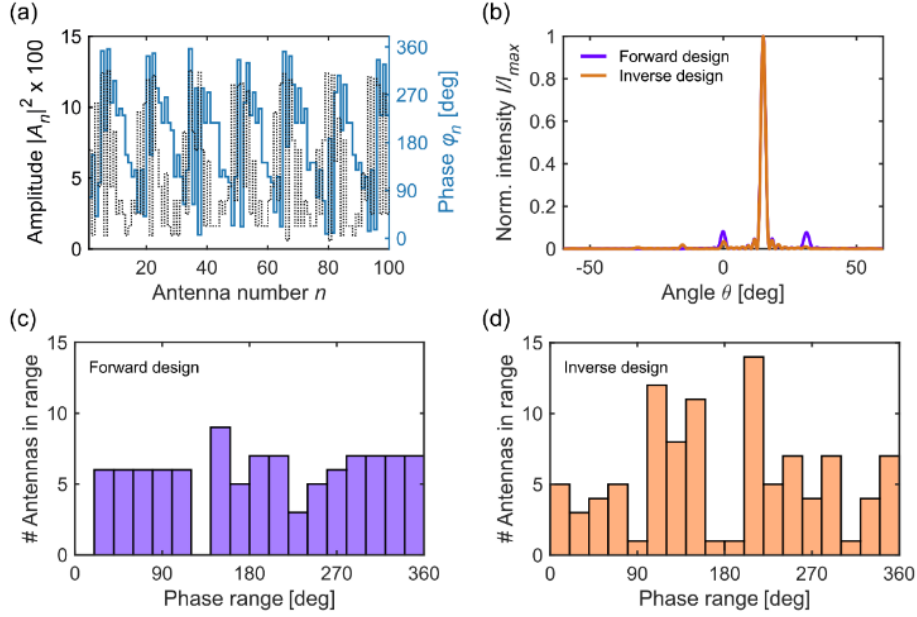 (a)
15
10
5
0
Amplitude |Aₙ|² x 100
360
270
180
90
0
Phase φₙ [deg]
20 40 60 80 100
Antenna number n
(b)
1
0.8
0.6
0.4
0.2
0
Norm. intensity I/Iₘₐₓ
Forward design
Inverse design
-50 0 50
Angle θ [deg]
(c)
15
10
5
0
# Antennas in range
Forward design
0 90 180 270 360
Phase range [deg]
(d)
15
10
5
0
# Antennas in range
Inverse design
0 90 180 270 360
Phase range [deg]